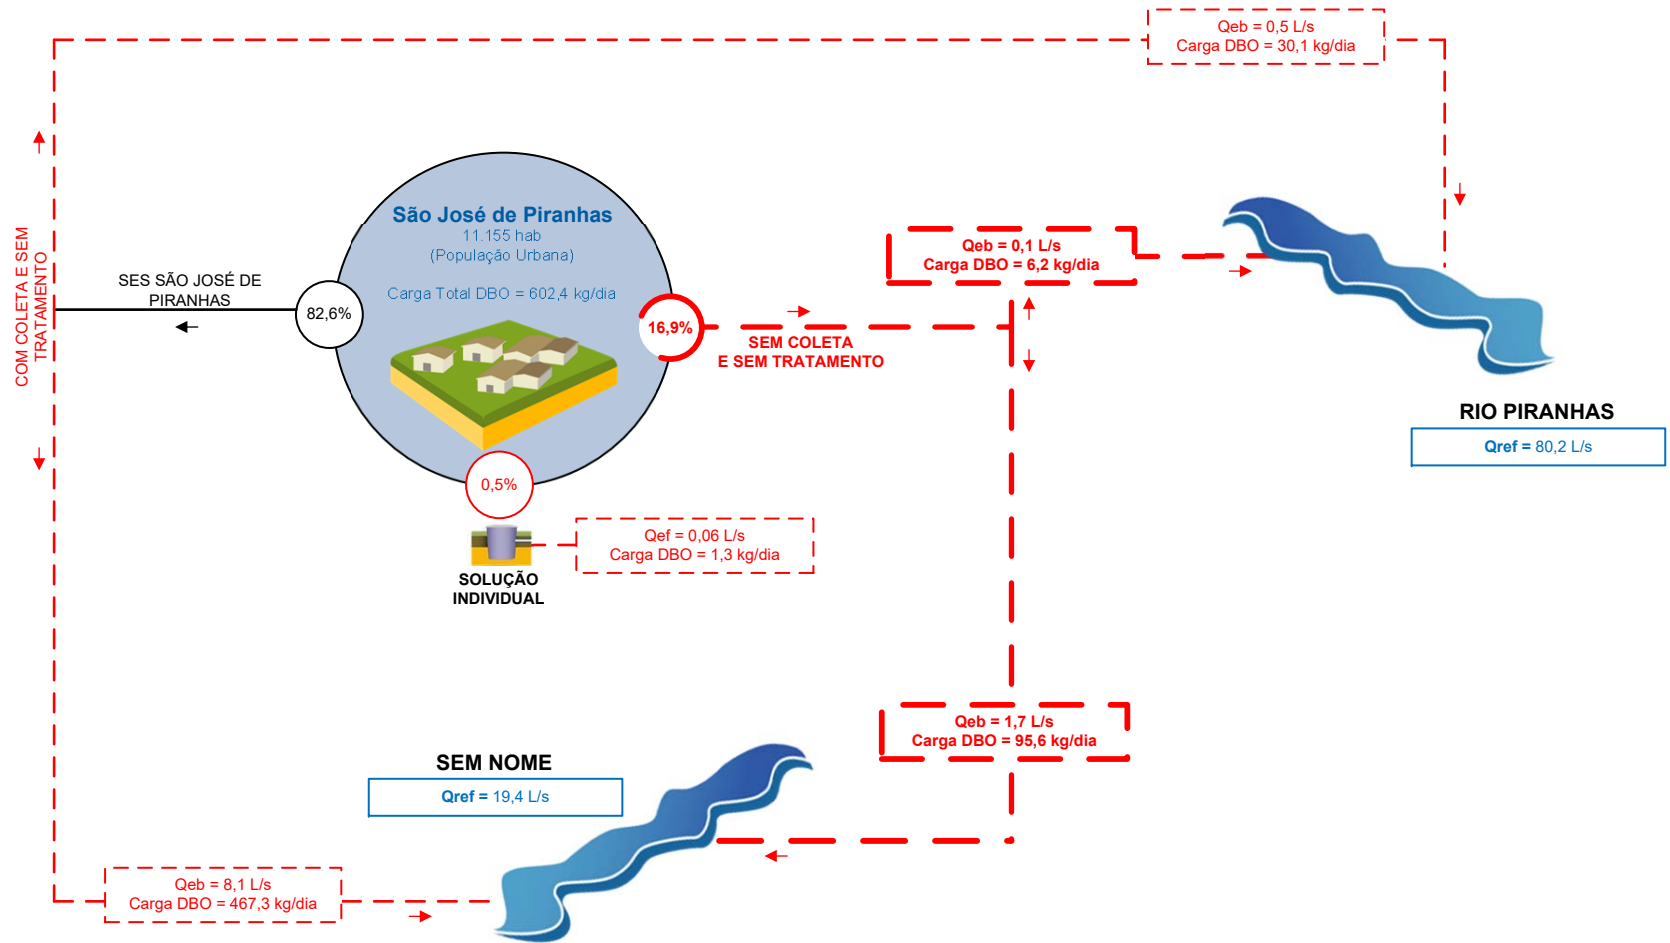 Qeb = 0,5 L/s
Carga DBO = 30,1 kg/dia
COM COLETA E SEM
TRATAMENTO
SES SÃO JOSÉ DE
PIRANHAS
82,6%
São José de Piranhas
11.155 hab
(População Urbana)
Carga Total DBO = 602,4 kg/dia
16,9%
SEM COLETA
E SEM TRATAMENTO
Qeb = 0,1 L/s
Carga DBO = 6,2 kg/dia
RIO PIRANHAS
Qref = 80,2 L/s
0,5%
SOLUÇÃO
INDIVIDUAL
Qef = 0,06 L/s
Carga DBO = 1,3 kg/dia
Qeb = 1,7 L/s
Carga DBO = 95,6 kg/dia
SEM NOME
Qref = 19,4 L/s
Qeb = 8,1 L/s
Carga DBO = 467,3 kg/dia